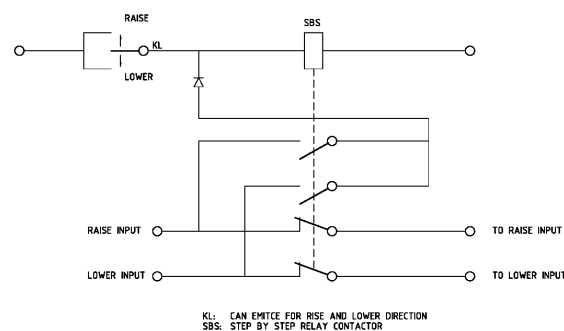 RAISE
SBS
KL
LOWER
RAISE INPUT
TO RAISE INPUT
LOWER INPUT
TO LOWER INPUT
KL: CAN EMITCE FOR RISE AND LOWER DIRECTION
SBS: STEP BY STEP RELAY CONTACTOR